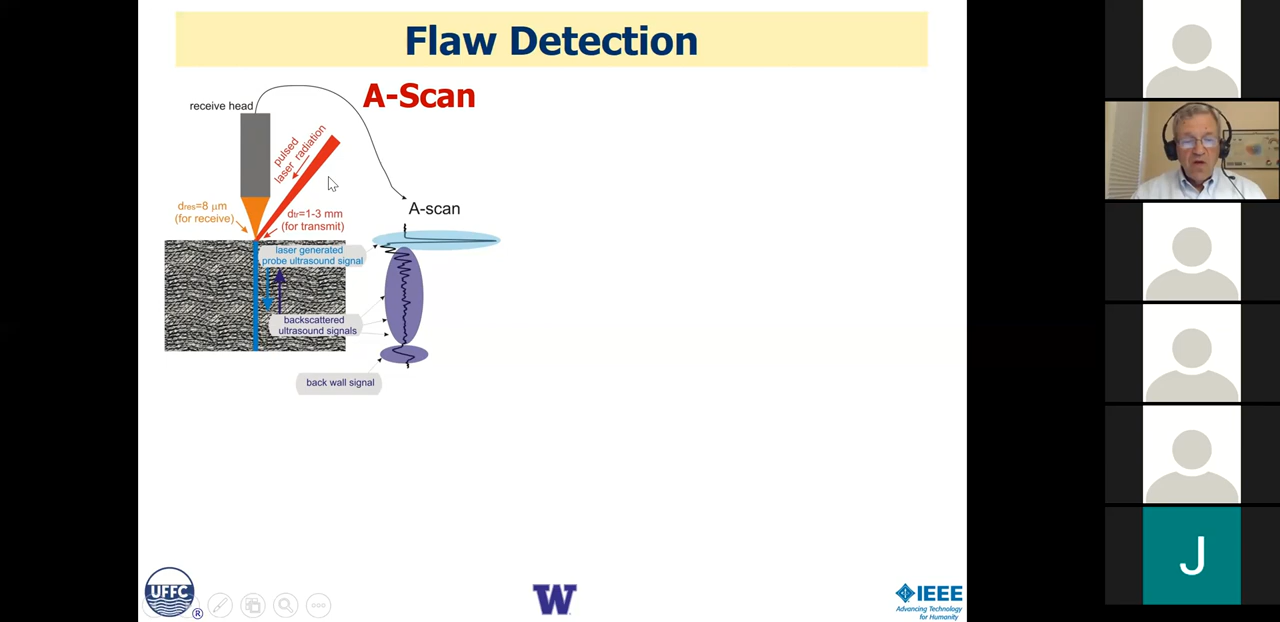 Flaw Detection
A-Scan
receive head
pulsed
laser radiation
dres=8 μm
(for receive)
dtr=1-3 mm
(for transmit)
A-scan
laser generated
probe ultrasound signal
backscattered
ultrasound signals
back wall signal
UFFC
®
W
IEEE
Advancing Technology
for Humanity
J